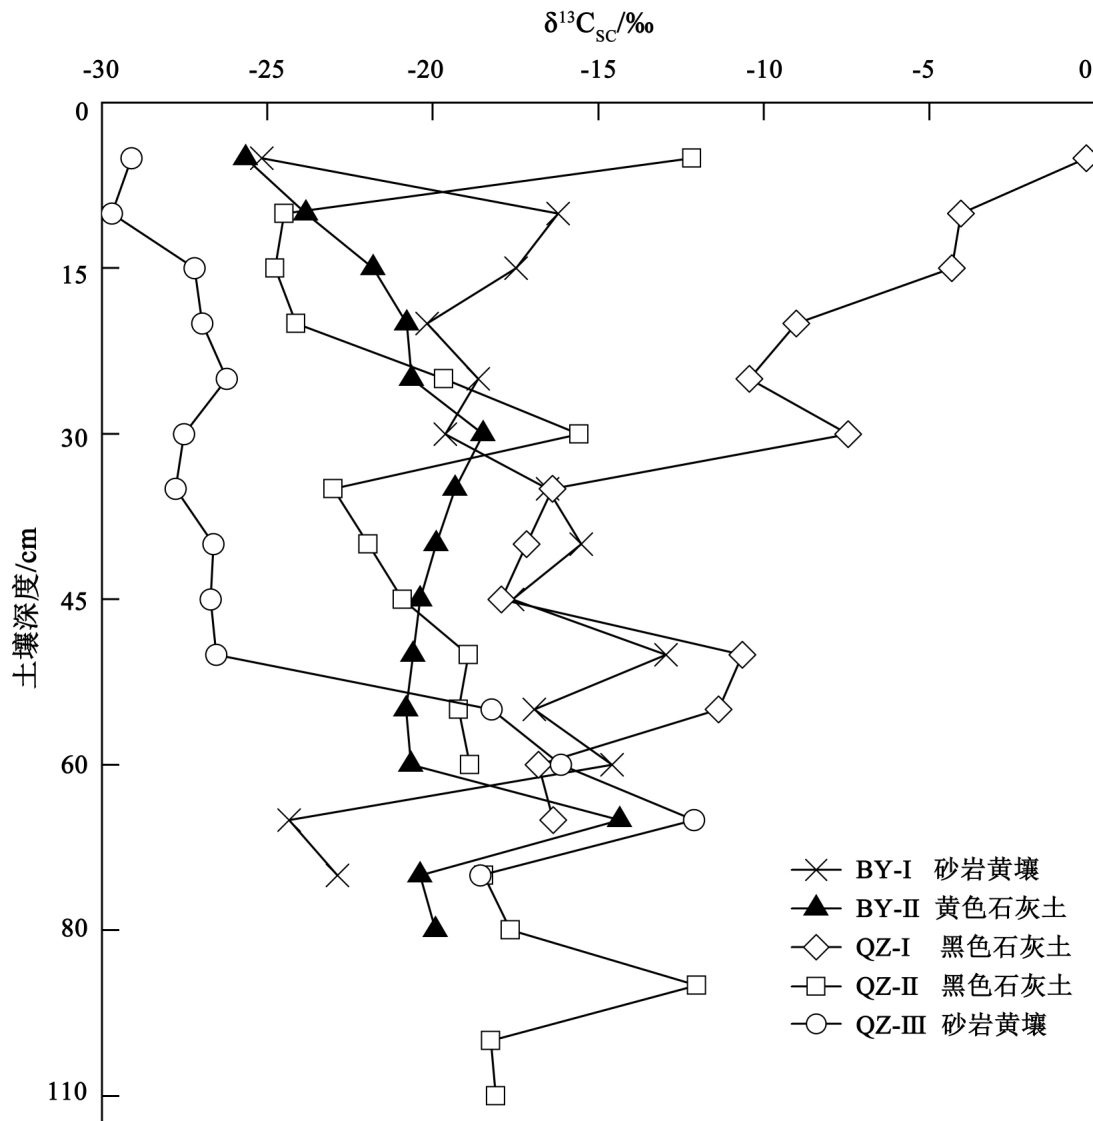 δ¹³C_SC/‰
-30 -25 -20 -15 -10 -5 0
0
15
30
45
60
80
110
土壤深度/cm
BY-I 砂岩黄壤
BY-II 黄色石灰土
QZ-I 黑色石灰土
QZ-II 黑色石灰土
QZ-III 砂岩黄壤